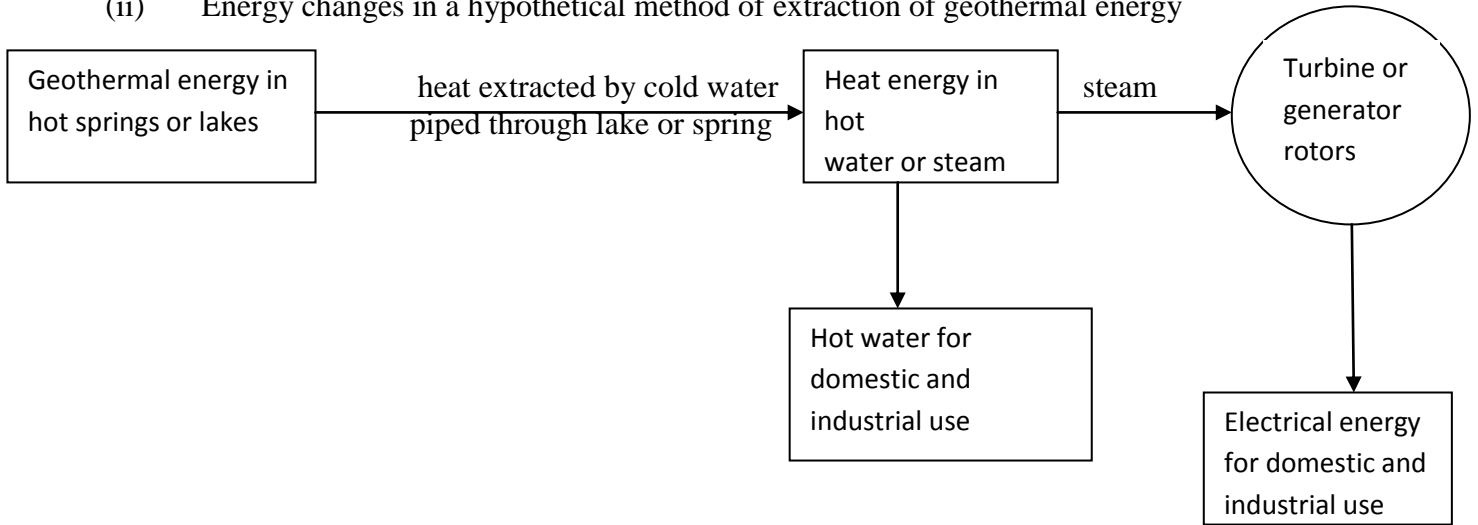 (ii) Energy changes in a hypothetical method of extraction of geothermal energy
Geothermal energy in
hot springs or lakes
heat extracted by cold water
piped through lake or spring
Heat energy in
hot
water or steam
steam
Turbine or
generator
rotors
Hot water for
domestic and
industrial use
Electrical energy
for domestic and
industrial use